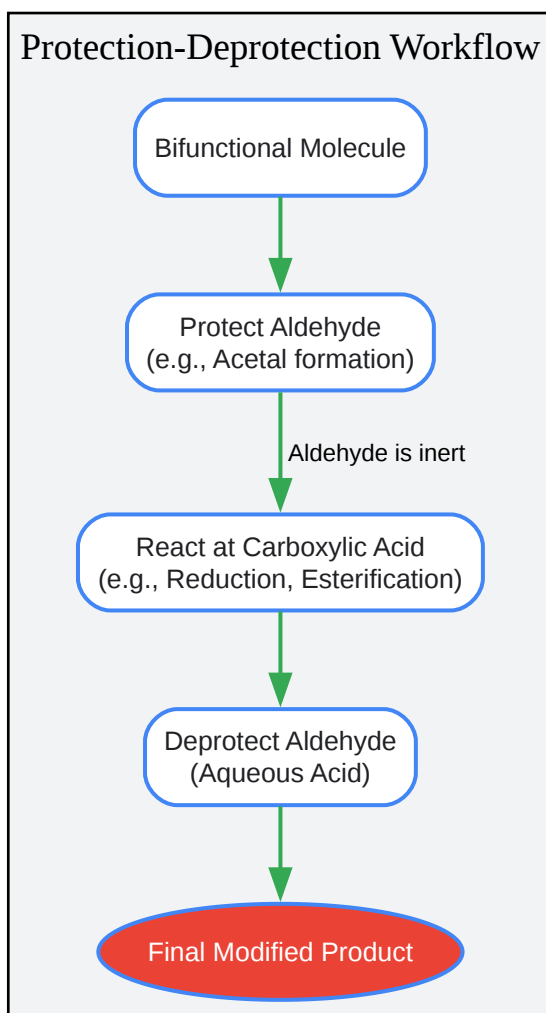 Protection-Deprotection Workflow
Bifunctional Molecule
Protect Aldehyde
(e.g., Acetal formation)
Aldehyde is inert
React at Carboxylic Acid
(e.g., Reduction, Esterification)
Deprotect Aldehyde
(Aqueous Acid)
Final Modified Product